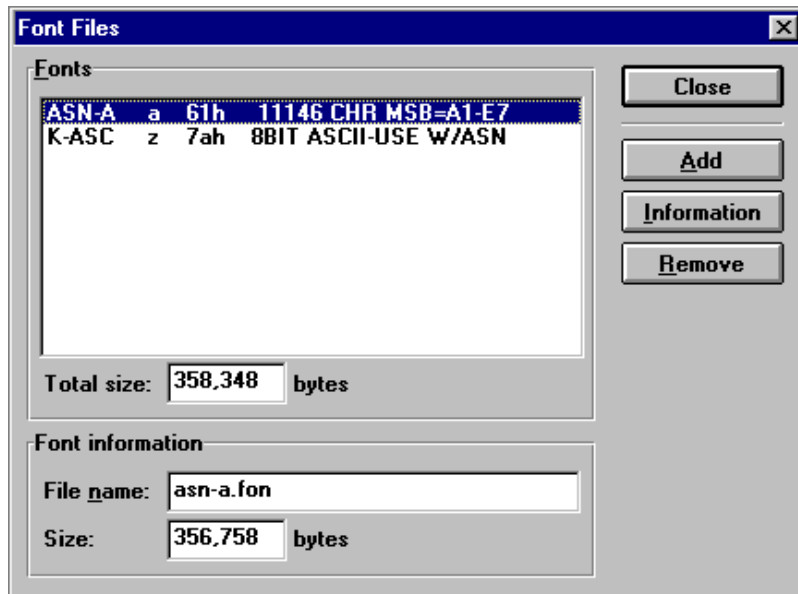 Font Files
Fonts
ASN-A a 61h 11146 CHR MSB=A1-E7
K-ASC z 7ah 8BIT ASCII-USE W/ASN
Total size: 358,348 bytes
Font information
File name: asn-a.fon
Size: 356,758 bytes
Close
Add
Information
Remove